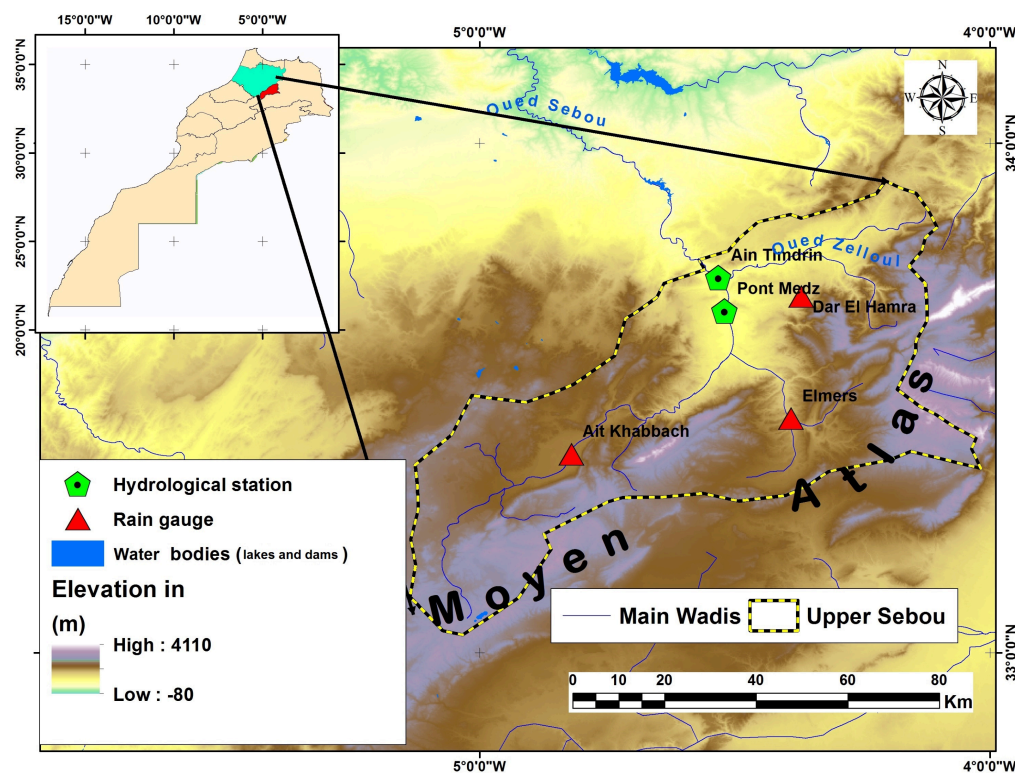 15°0'0"W 10°0'0"W 5°0'0"W
5°0'0"W 4°0'0"W
35°0'0"N
30°0'0"N
25°0'0"N
20°0'0"N
N
W E
S
34°0'0"N
Oued Sebou
Oued Zelloul
Ain Timdrin
Pont Medz
Dar El Hamra
Elmers
Ait Khabbach
Moyen Atlas
Hydrological station
Rain gauge
Water bodies (lakes and dams)
Elevation in
(m)
High : 4110
Low : -80
Main Wadis Upper Sebou
33°0'0"N
0 10 20 40 60 80
Km
5°0'0"W 4°0'0"W